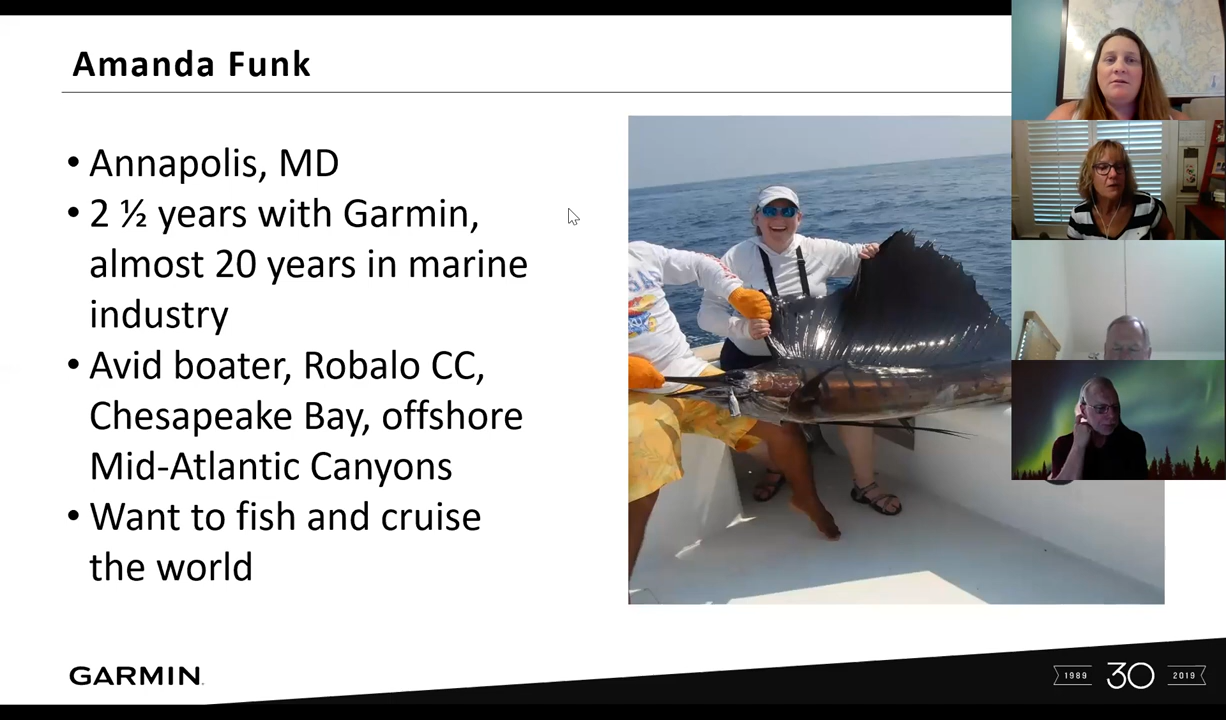 Amanda Funk
• Annapolis, MD
• 2 ½ years with Garmin,
almost 20 years in marine
industry
• Avid boater, Robalo CC,
Chesapeake Bay, offshore
Mid-Atlantic Canyons
• Want to fish and cruise
the world
GARMIN
1989 30 2019